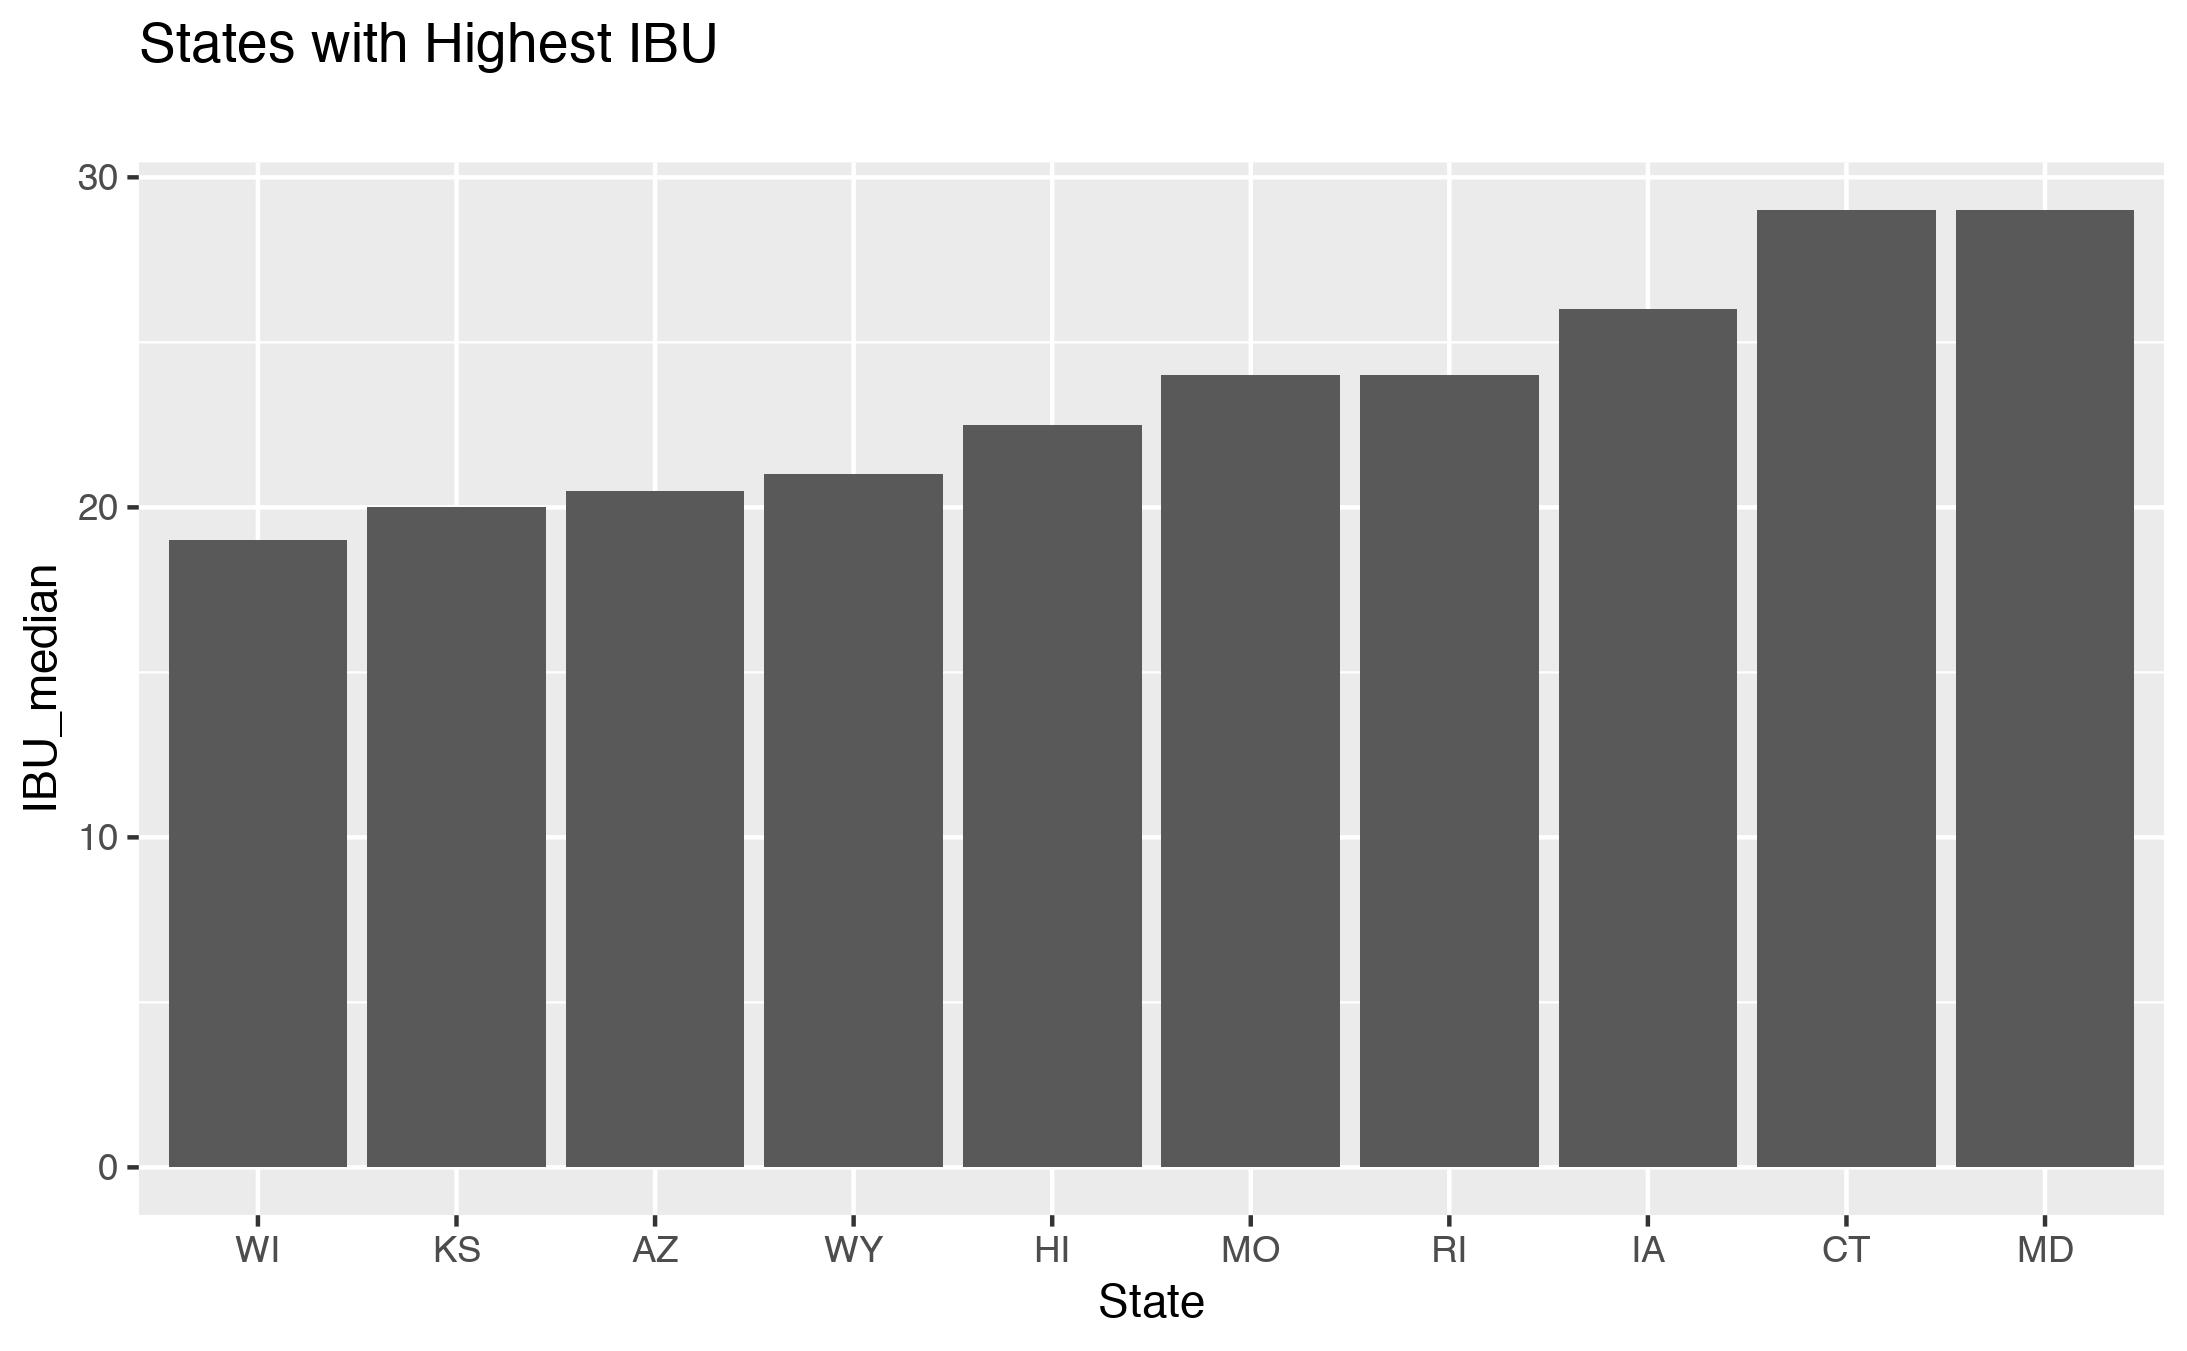 States with Highest IBU
30
20
10
0
IBU_median
WI KS AZ WY HI MO RI IA CT MD
State